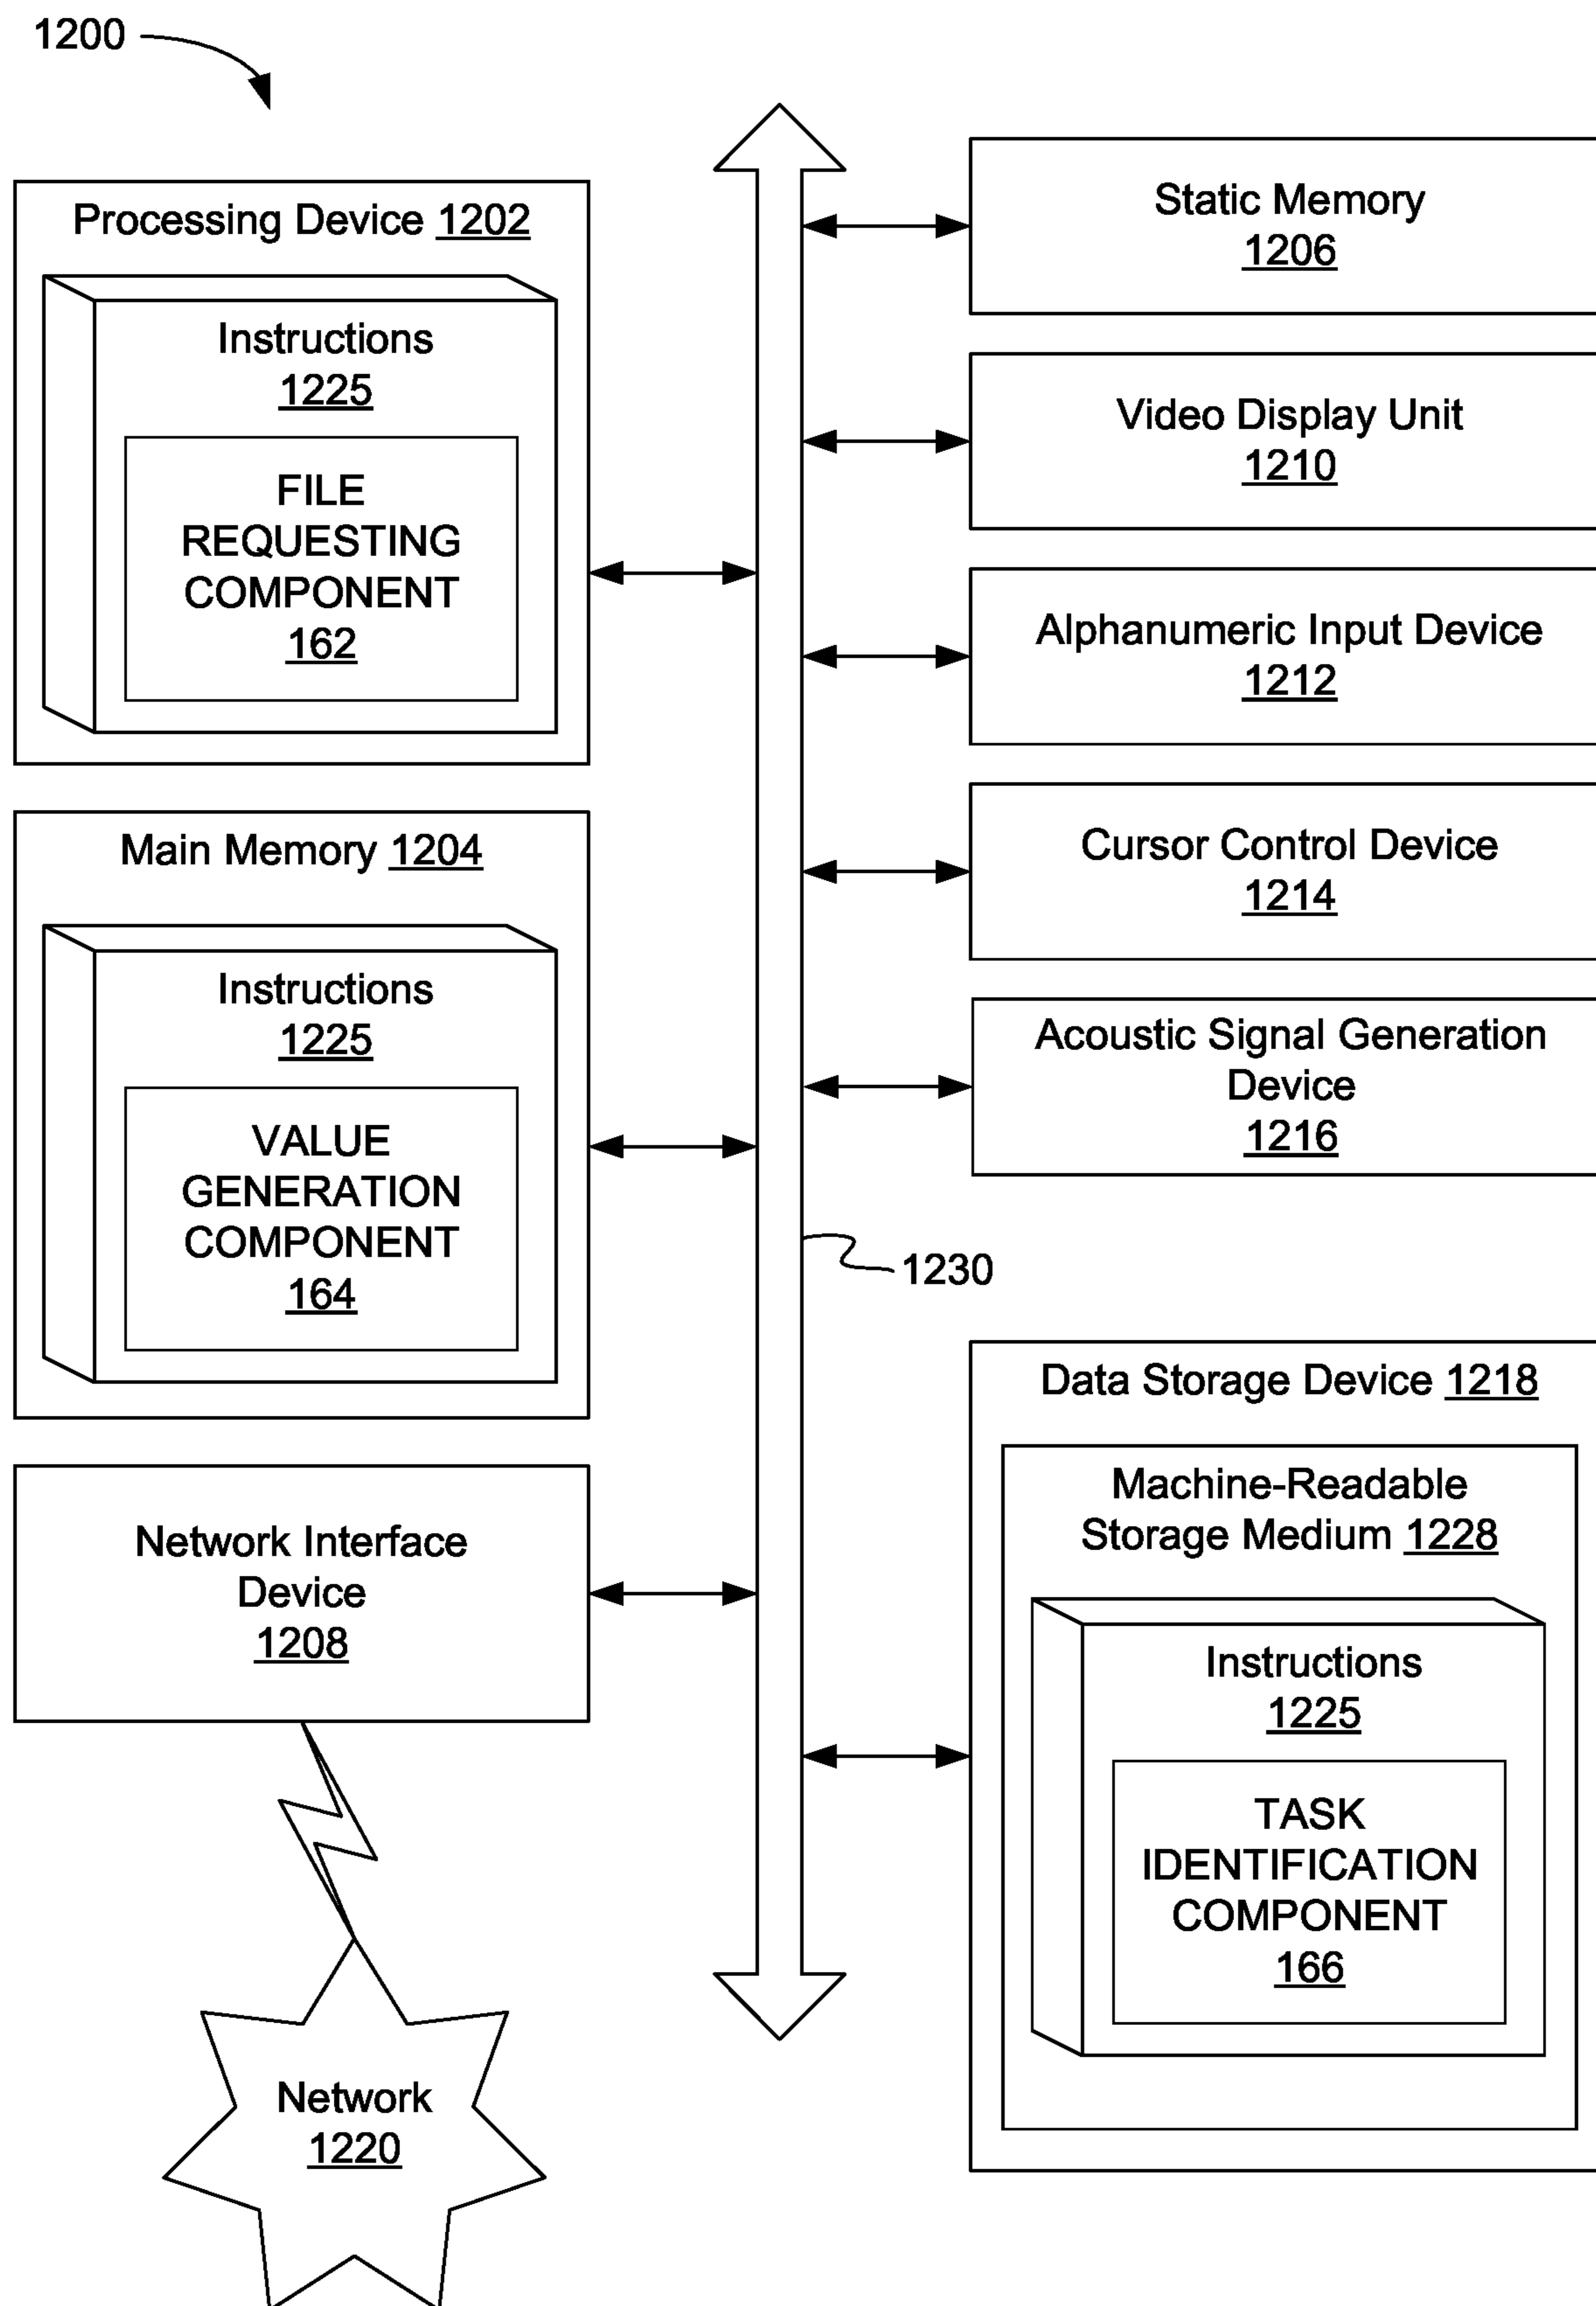 1200
Processing Device 1202
Instructions
1225
FILE
REQUESTING
COMPONENT
162
Main Memory 1204
Instructions
1225
VALUE
GENERATION
COMPONENT
164
Network Interface
Device
1208
Network
1220
Static Memory
1206
Video Display Unit
1210
Alphanumeric Input Device
1212
Cursor Control Device
1214
Acoustic Signal Generation
Device
1216
1230
Data Storage Device 1218
Machine-Readable
Storage Medium 1228
Instructions
1225
TASK
IDENTIFICATION
COMPONENT
166